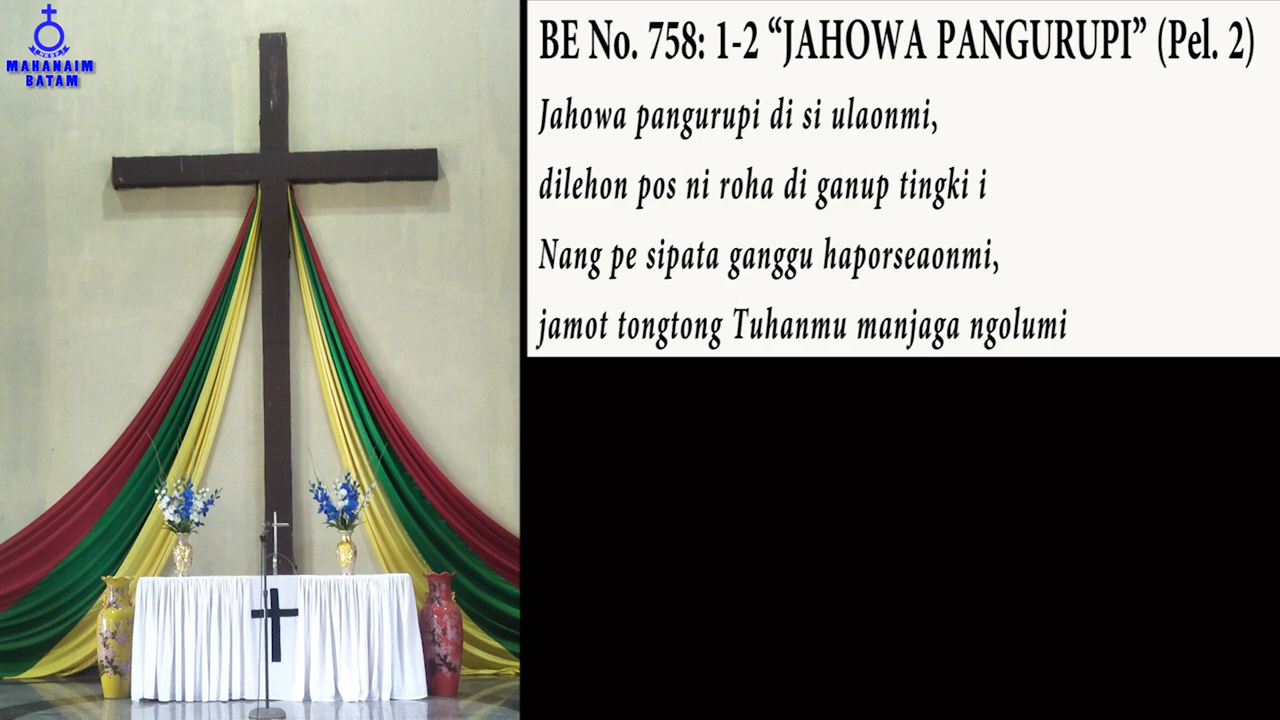 MAHANAIM
BATAM
BE No. 758: 1-2 “JAHOWA PANGURUPI” (Pel. 2)
Jahowa pangurupi di si ulaonmi,
dilehon pos ni roha di ganup tingki i
Nang pe sipata ganggu haporseaonmi,
jamot tongtong Tuhanmu manjaga ngolumi